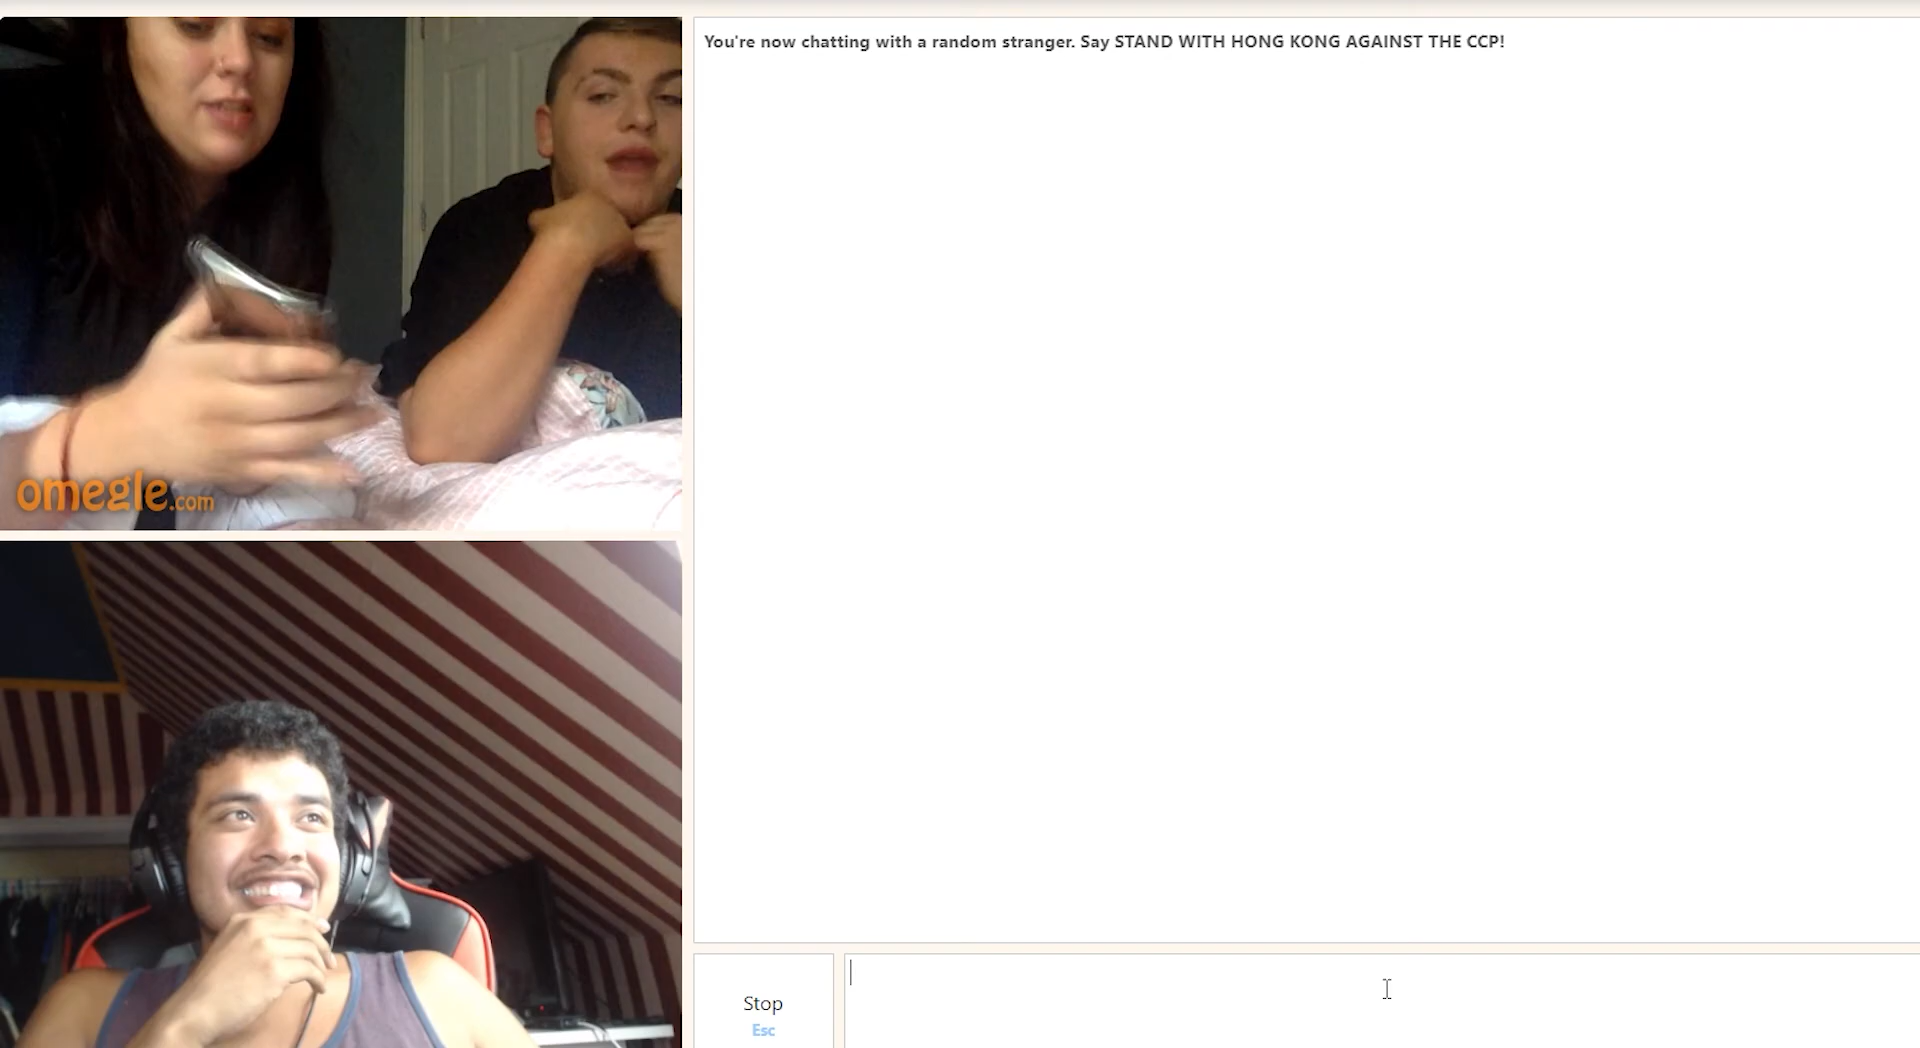 You're now chatting with a random stranger. Say STAND WITH HONG KONG AGAINST THE CCP!
omegle.com
Stop
Esc